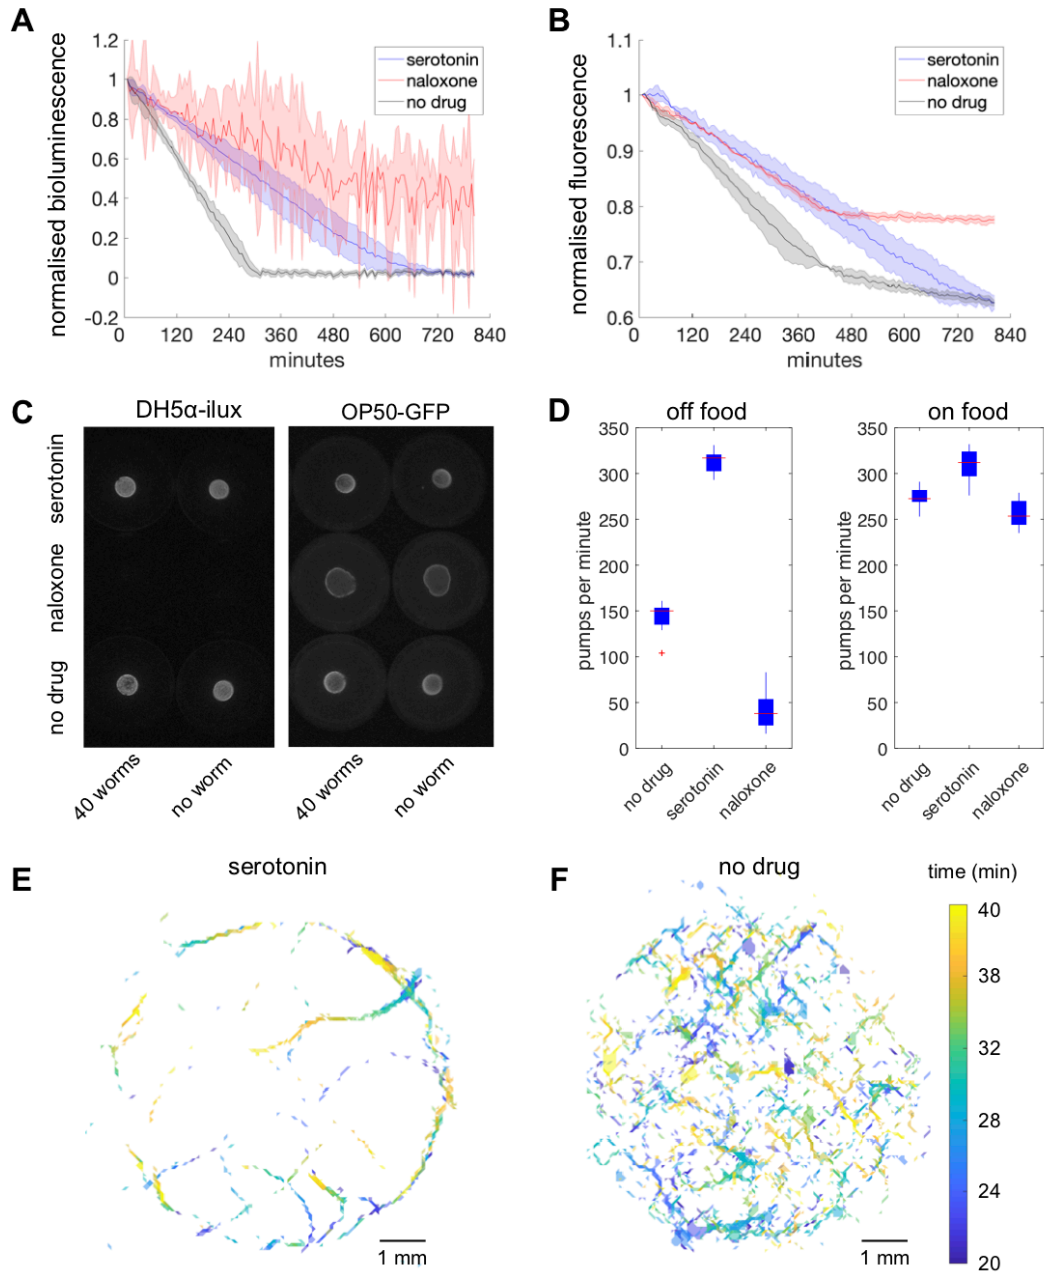 A
B
1.2
1
0.8
0.6
0.4
0.2
0
-0.2
normalised bioluminescence
serotonin
naloxone
no drug
0 120 240 360 480 600 720 840
minutes
1.1
1
0.9
0.8
0.7
0.6
normalised fluorescence
serotonin
naloxone
no drug
0 120 240 360 480 600 720 840
minutes
C
DH5α-ilux
OP50-GFP
serotonin
naloxone
no drug
40 worms
no worm
40 worms
no worm
D
off food
on food
350
300
250
200
150
100
50
0
pumps per minute
no drug
serotonin
naloxone
350
300
250
200
150
100
50
0
pumps per minute
no drug
serotonin
naloxone
E
serotonin
1 mm
F
no drug
1 mm
time (min)
40
38
32
28
24
20